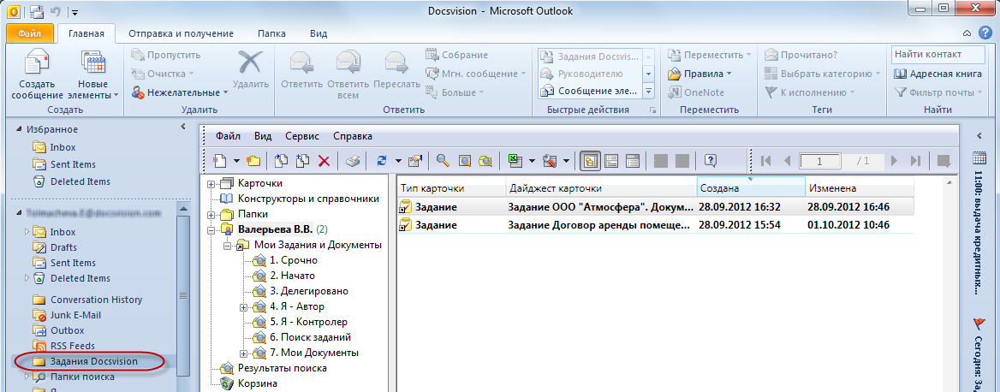 Docsvision - Microsoft Outlook
Файл Главная Отправка и получение Папка Вид
Создать сообщение
Новые элементы
Создать
Пропустить
Очистка
Нежелательные
Удалить
Удалить
Ответить
Ответить всем
Переслать
Собрание
Мгн. сообщение
Больше
Ответить
Задания Docsvis...
Руководителю
Сообщение эле...
Быстрые действия
Переместить
Правила
OneNote
Переместить
Прочитано?
Выбрать категорию
К исполнению
Теги
Найти контакт
Адресная книга
Фильтр почты
Найти
Избранное
Inbox
Sent Items
Deleted Items
Inbox
Drafts
Sent Items
Deleted Items
Conversation History
Junk E-Mail
Outbox
RSS Feeds
Задания Docsvision
Папки поиска
Файл Вид Сервис Справка
1 / 1
Карточки
Конструкторы и справочники
Папки
Валерьева В.В. (2)
Мои Задания и Документы
1. Срочно
2. Начато
3. Делегировано
4. Я - Автор
5. Я - Контролер
6. Поиск заданий
7. Мои Документы
Результаты поиска
Корзина
Тип карточки Дайджест карточки Создана Изменена
Задание Задание ООО "Атмосфера". Докум... 28.09.2012 16:32 28.09.2012 16:46
Задание Задание Договор аренды помеще... 28.09.2012 15:54 01.10.2012 10:46
11:00: выдача кредитных...
Сегодня: За